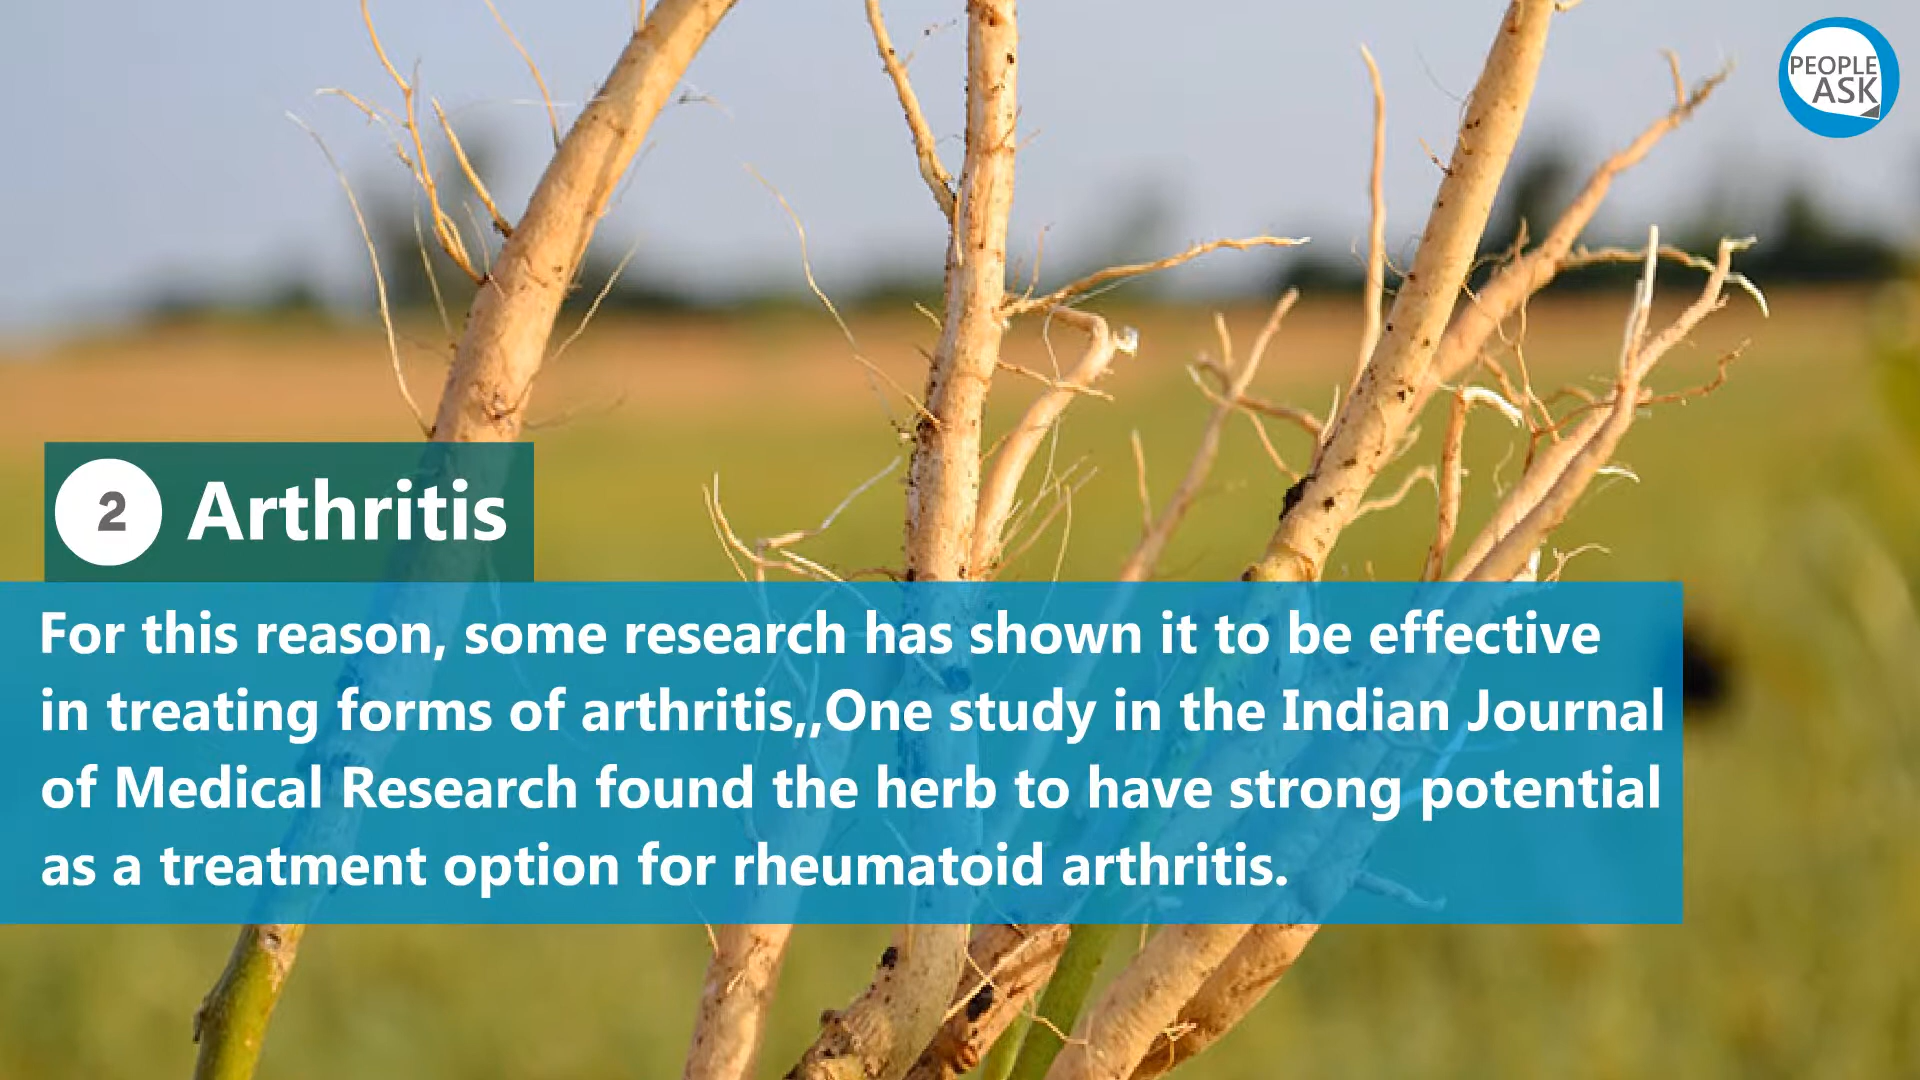 PEOPLE
ASK
2 Arthritis
For this reason, some research has shown it to be effective
in treating forms of arthritis,,One study in the Indian Journal
of Medical Research found the herb to have strong potential
as a treatment option for rheumatoid arthritis.